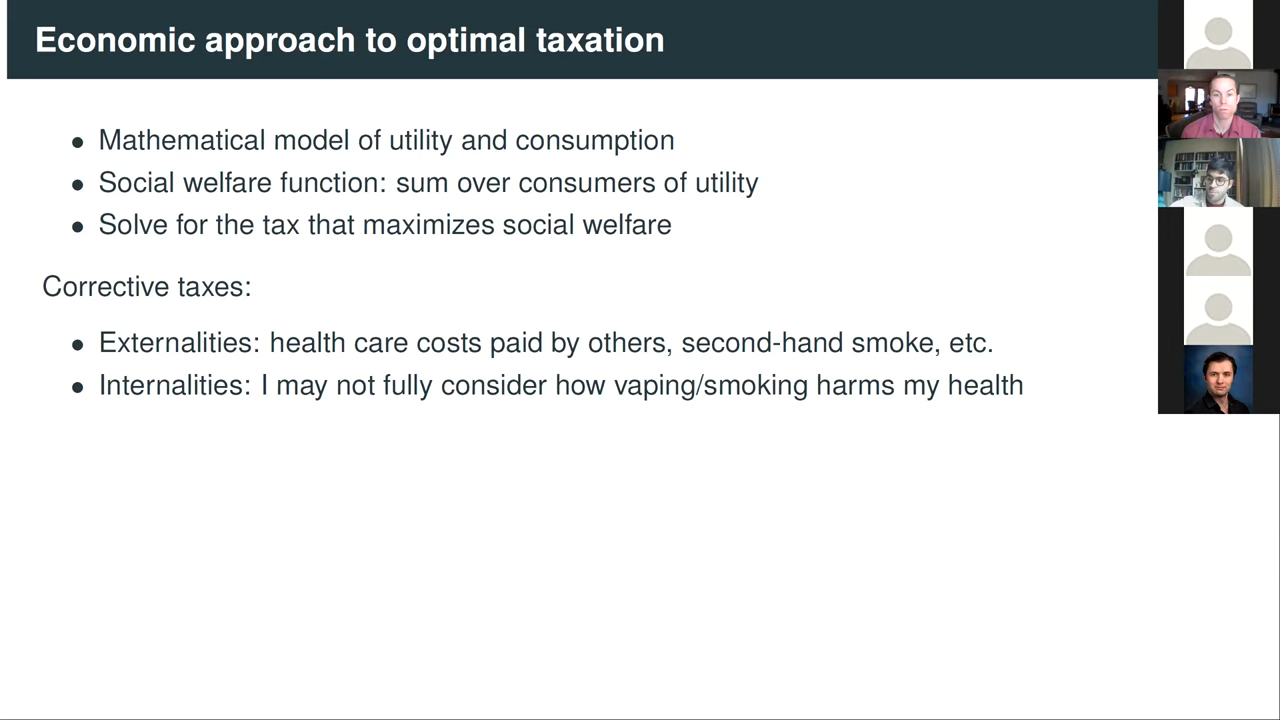 Economic approach to optimal taxation
• Mathematical model of utility and consumption
• Social welfare function: sum over consumers of utility
• Solve for the tax that maximizes social welfare
Corrective taxes:
• Externalities: health care costs paid by others, second-hand smoke, etc.
• Internalities: I may not fully consider how vaping/smoking harms my health